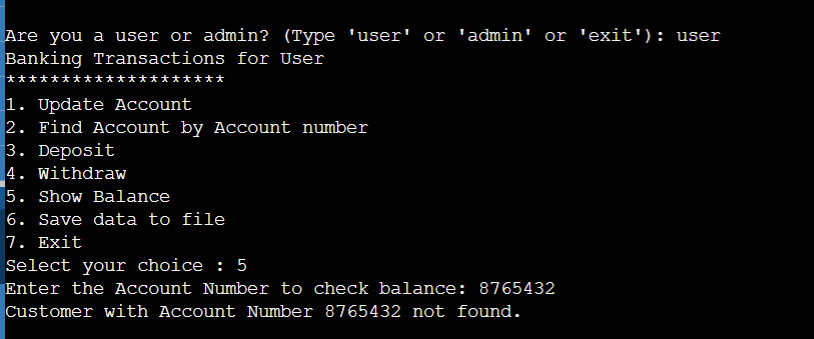 Are you a user or admin? (Type 'user' or 'admin' or 'exit'): user
Banking Transactions for User
********************
1. Update Account
2. Find Account by Account number
3. Deposit
4. Withdraw
5. Show Balance
6. Save data to file
7. Exit
Select your choice : 5
Enter the Account Number to check balance: 8765432
Customer with Account Number 8765432 not found.